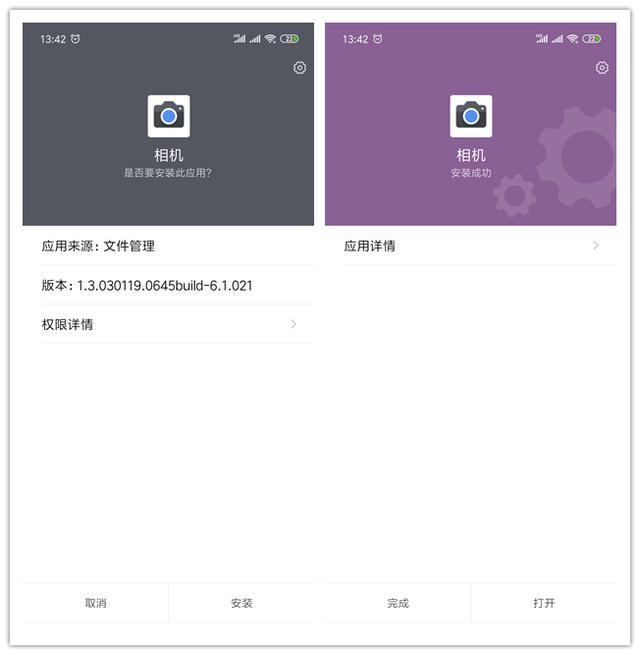 13:42
22
相机
是否要安装此应用?
应用来源: 文件管理
版本: 1.3.030119.0645build-6.1.021
权限详情
取消
安装
13:42
22
相机
安装成功
应用详情
完成
打开